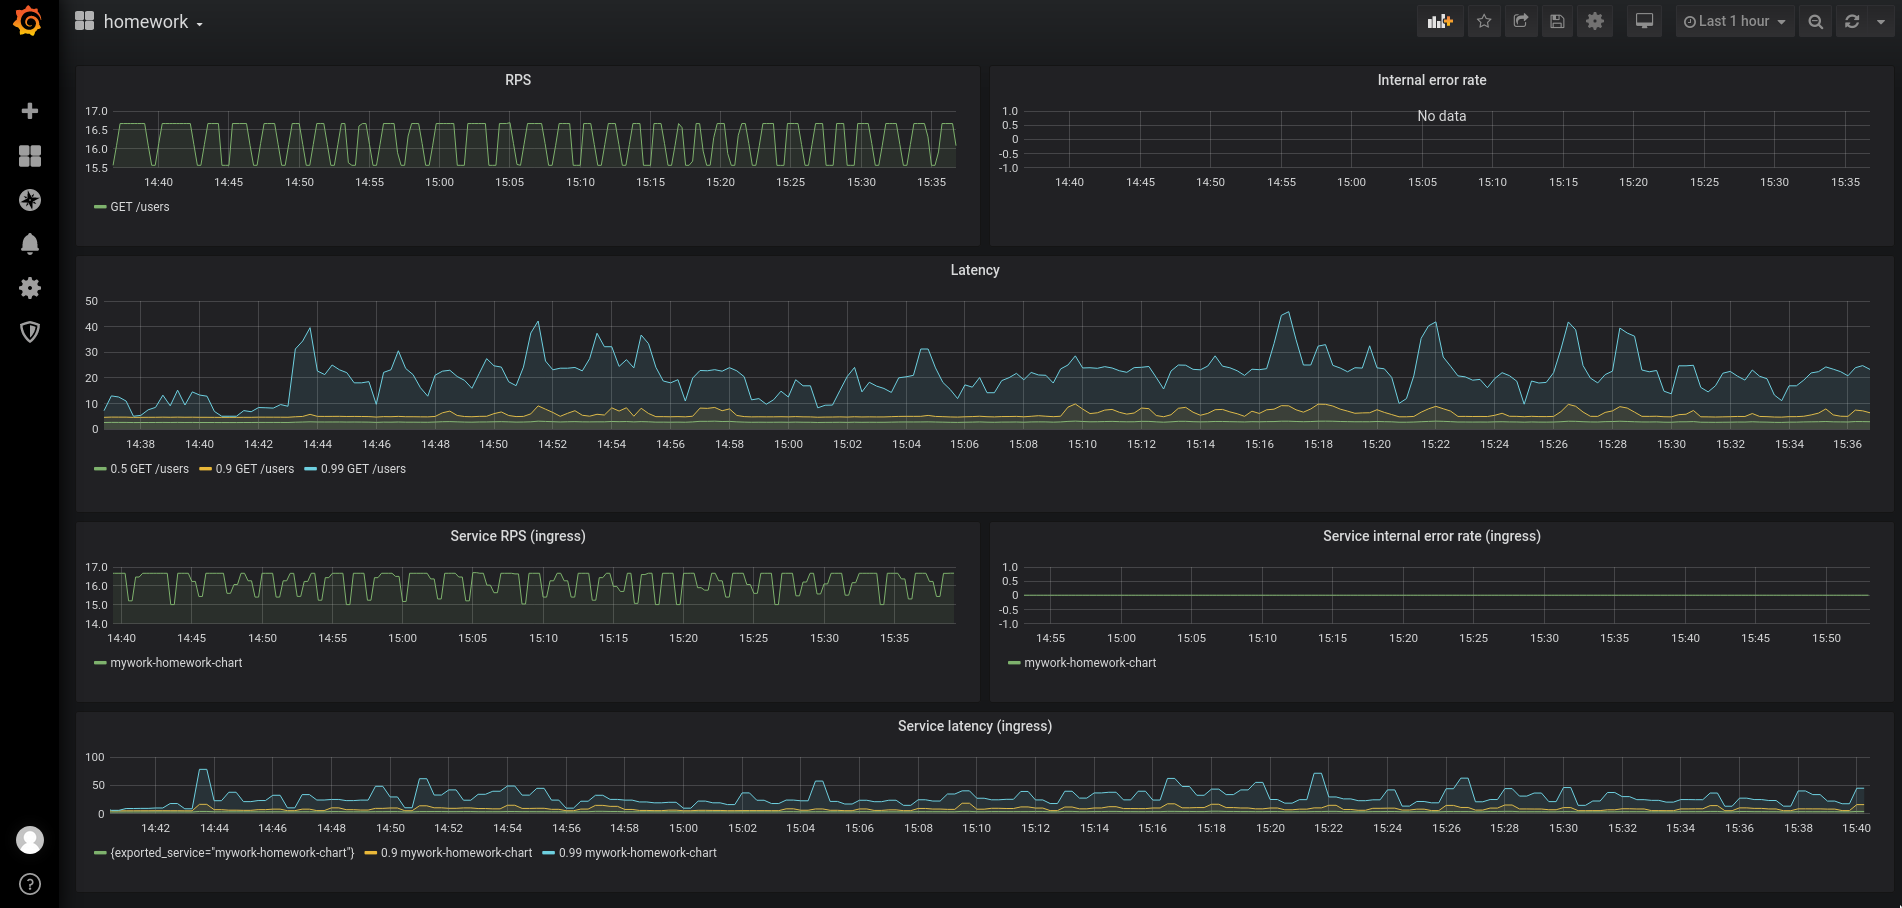 homework
Last 1 hour
RPS
17.0
16.5
16.0
15.5
14:40 14:45 14:50 14:55 15:00 15:05 15:10 15:15 15:20 15:25 15:30 15:35
GET /users
Internal error rate
No data
1.0
0.5
0
-0.5
-1.0
14:40 14:45 14:50 14:55 15:00 15:05 15:10 15:15 15:20 15:25 15:30 15:35
Latency
50
40
30
20
10
0
14:38 14:40 14:42 14:44 14:46 14:48 14:50 14:52 14:54 14:56 14:58 15:00 15:02 15:04 15:06 15:08 15:10 15:12 15:14 15:16 15:18 15:20 15:22 15:24 15:26 15:28 15:30 15:32 15:34 15:36
0.5 GET /users 0.9 GET /users 0.99 GET /users
Service RPS (ingress)
17.0
16.0
15.0
14.0
14:40 14:45 14:50 14:55 15:00 15:05 15:10 15:15 15:20 15:25 15:30 15:35
mywork-homework-chart
Service internal error rate (ingress)
1.0
0.5
0
-0.5
-1.0
14:55 15:00 15:05 15:10 15:15 15:20 15:25 15:30 15:35 15:40 15:45 15:50
mywork-homework-chart
Service latency (ingress)
100
50
0
14:42 14:44 14:46 14:48 14:50 14:52 14:54 14:56 14:58 15:00 15:02 15:04 15:06 15:08 15:10 15:12 15:14 15:16 15:18 15:20 15:22 15:24 15:26 15:28 15:30 15:32 15:34 15:36 15:38 15:40
{exported_service="mywork-homework-chart"} 0.9 mywork-homework-chart 0.99 mywork-homework-chart